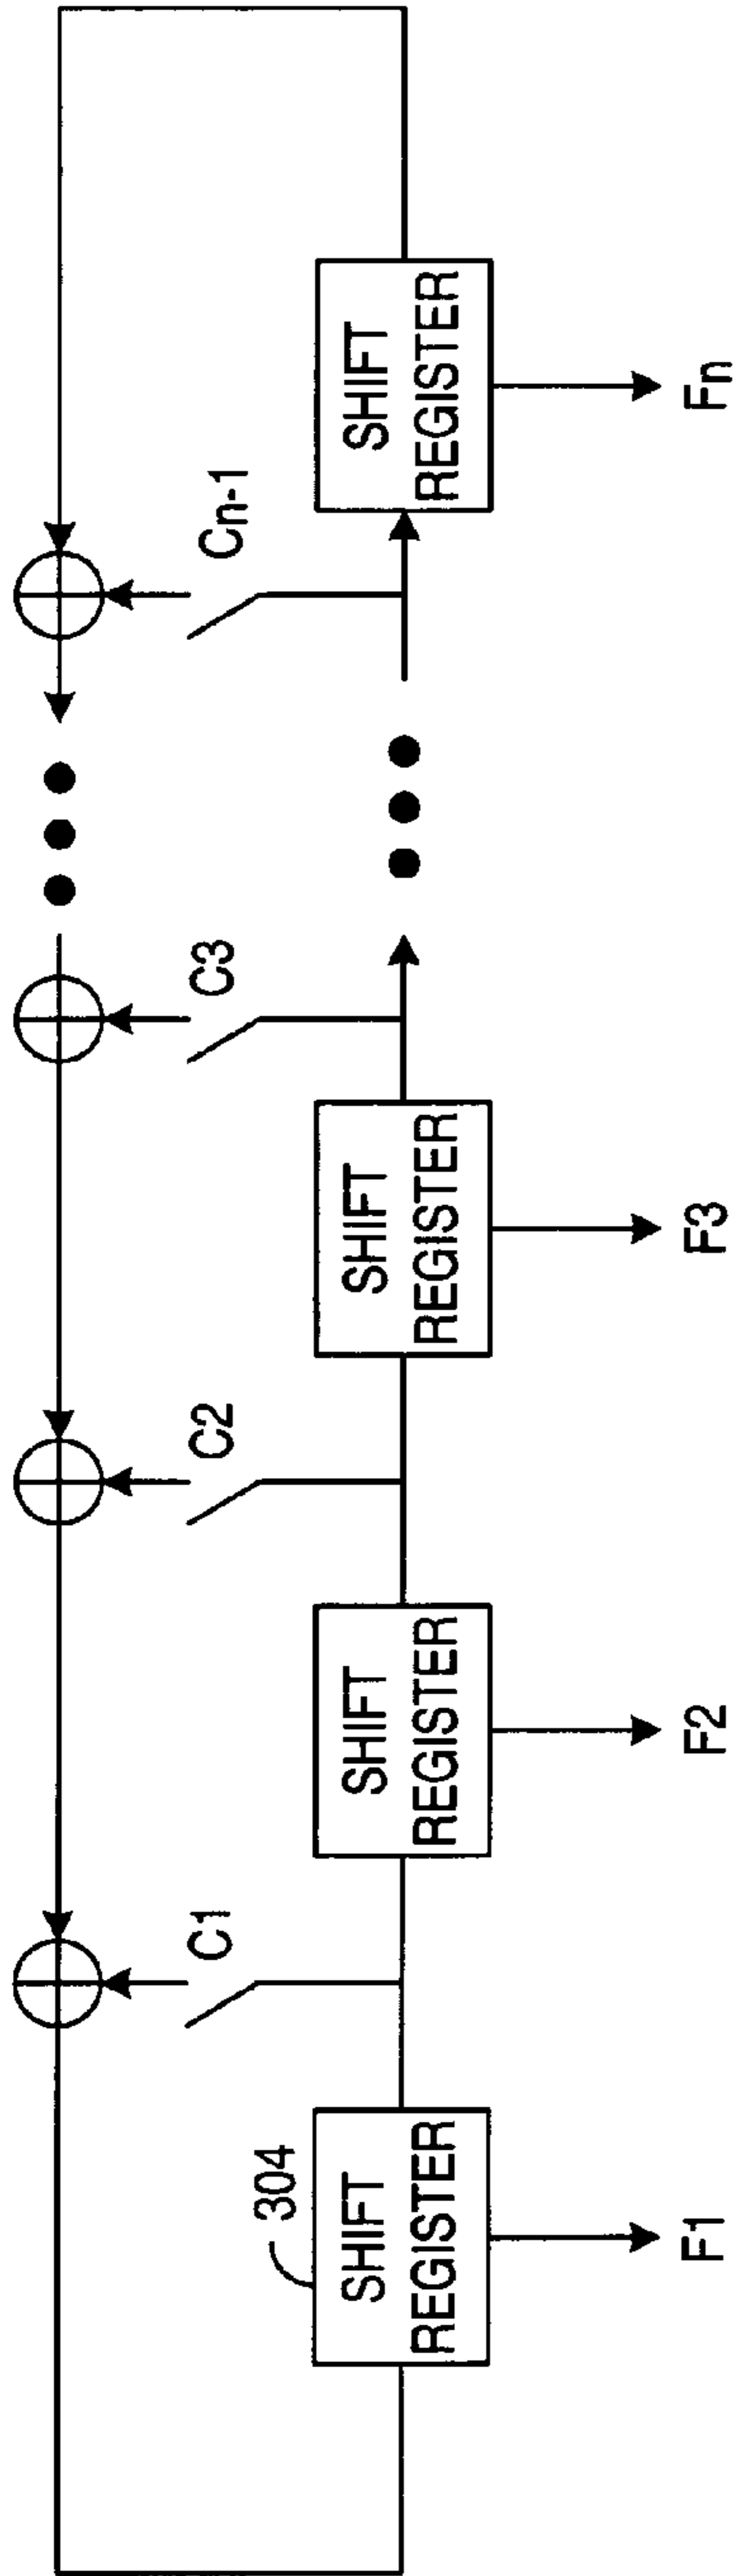 C1
C2
C3
Cn-1
304
SHIFT
REGISTER
SHIFT
REGISTER
SHIFT
REGISTER
SHIFT
REGISTER
F1
F2
F3
Fn